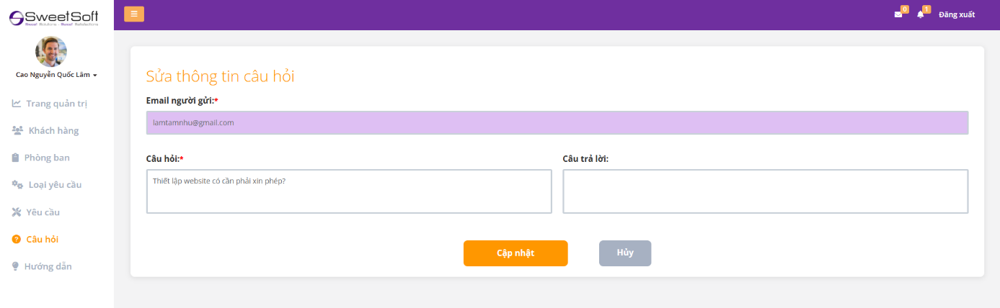 SweetSoft
Sweet Solutions - Sweet Satisfactions
0
1
Đăng xuất
Cao Nguyễn Quốc Lâm
Trang quản trị
Khách hàng
Phòng ban
Loại yêu cầu
Yêu cầu
Câu hỏi
Hướng dẫn
Sửa thông tin câu hỏi
Email người gửi:*
lamtamnhu@gmail.com
Câu hỏi:* Câu trả lời:
Thiết lập website có cần phải xin phép?
Cập nhật Hủy